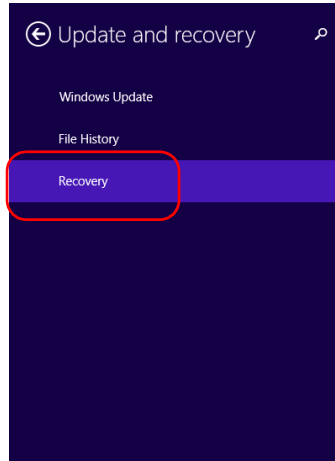 Update and recovery
Windows Update
File History
Recovery